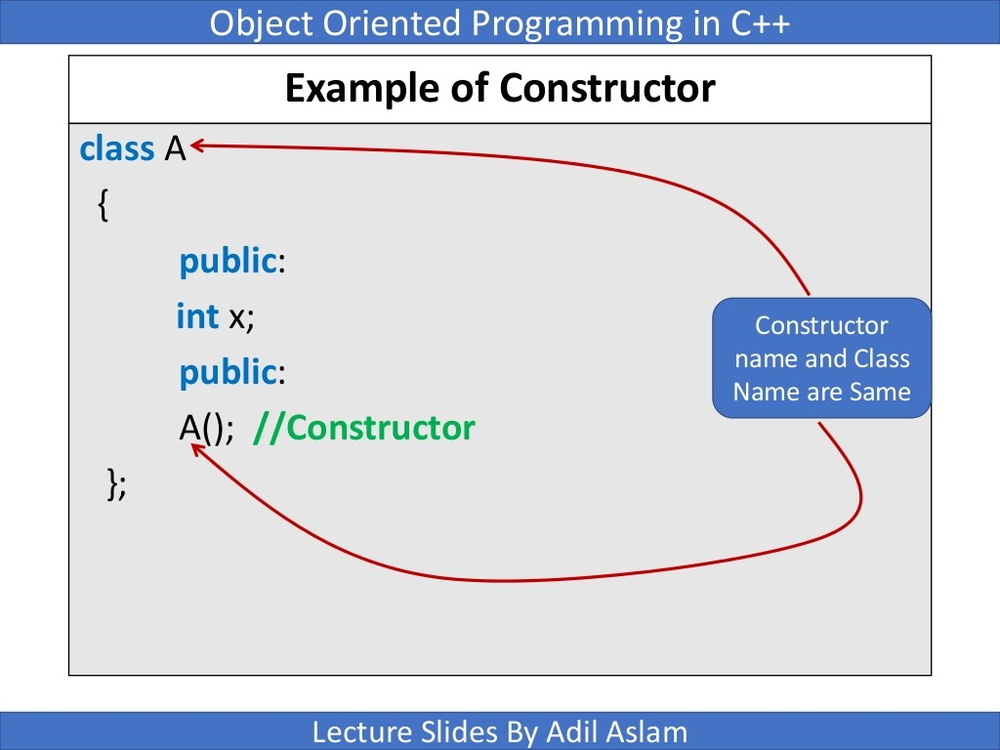 Object Oriented Programming in C++
Example of Constructor
class A
{
public:
int x;
public:
A(); //Constructor
};
Constructor
name and Class
Name are Same
Lecture Slides By Adil Aslam